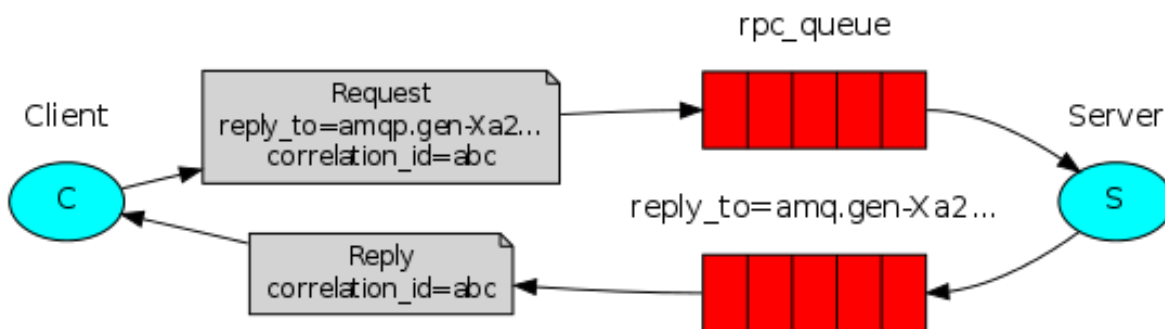 rpc_queue
Client
Request
reply_to=amqp.gen-Xa2...
correlation_id=abc
Server
C
S
reply_to=amq.gen-Xa2...
Reply
correlation_id=abc